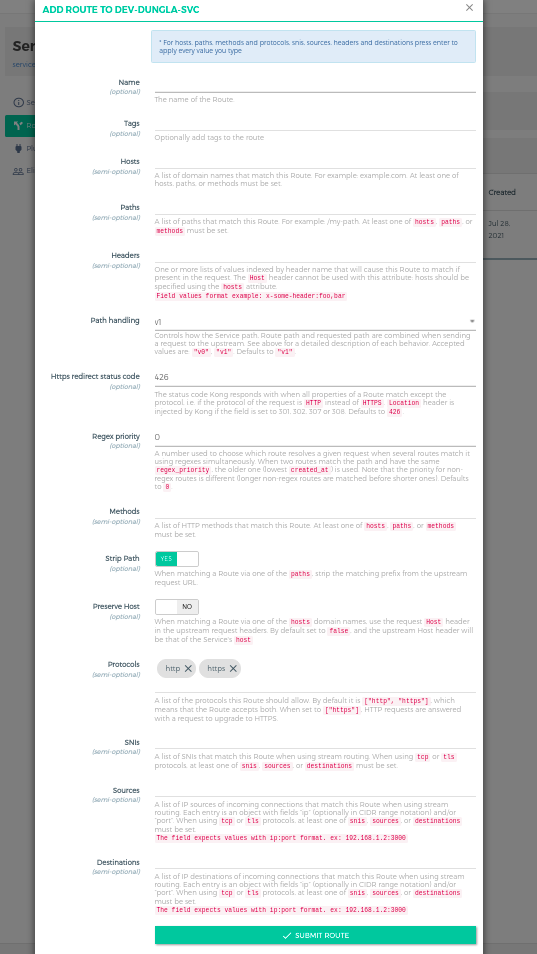 ADD ROUTE TO DEV-DUNGLA-SVC
* For hosts, paths, methods and protocols, snis, sources, headers and destinations press enter to
apply every value you type
Name
(optional)
The name of the Route
Tags
(optional)
Optionally add tags to the route
Hosts
(semi-optional)
A list of domain names that match this Route. For example: example.com. At least one of
hosts, paths, or methods must be set.
Paths
(semi-optional)
A list of paths that match this Route. For example: /my-path. At least one of hosts, paths, or
methods must be set.
Headers
(semi-optional)
One or more lists of values indexed by header name that will cause this Route to match if
present in the request. The Host header cannot be used with this attribute: hosts should be
specified using the hosts attribute.
Field values format example: x-some-header:foo,bar
Path handling
(optional)
v1
Controls how the Service path, Route path and requested path are combined when sending
a request to the upstream. See above for a detailed description of each behavior. Accepted
values are "v0", "v1". Defaults to "v1".
Https redirect status code
(optional)
426
The status code Kong responds with when all properties of a Route match except the
protocol, i.e. if the protocol of the request is HTTP instead of HTTPS. Location header is
injected by Kong if the field is set to 301, 302, 307 or 308. Defaults to 426
Regex priority
(optional)
0
A number used to choose which route resolves a given request when several routes match it
using regexes simultaneously. When two routes match the path and have the same
regex_priority, the older one (lowest created_at) is used. Note that the priority for non-
regex routes is different (longer non-regex routes are matched before shorter ones). Defaults
to 0
Methods
(semi-optional)
A list of HTTP methods that match this Route. At least one of hosts, paths, or methods
must be set.
Strip Path
(optional)
YES
When matching a Route via one of the paths, strip the matching prefix from the upstream
request URL.
Preserve Host
(optional)
NO
When matching a Route via one of the hosts domain names, use the request Host header
in the upstream request headers. By default set to false, and the upstream Host header will
be that of the Service's host
Protocols
(semi-optional)
http
https
A list of the protocols this Route should allow. By default it is ["http", "https"], which
means that the Route accepts both. When set to ["https"], HTTP requests are answered
with a request to upgrade to HTTPS.
SNIs
(semi-optional)
A list of SNIs that match this Route when using stream routing. When using tcp or tls
protocols, at least one of snis, sources, or destinations must be set.
Sources
(semi-optional)
A list of IP sources of incoming connections that match this Route when using stream
routing. Each entry is an object with fields "ip" (optionally in CIDR range notation) and/or
"port". When using tcp or tls protocols, at least one of snis, sources, or destinations
must be set.
The field expects values with ip:port format. ex: 192.168.1.2:3000
Destinations
(semi-optional)
A list of IP destinations of incoming connections that match this Route when using stream
routing. Each entry is an object with fields "ip" (optionally in CIDR range notation) and/or
"port". When using tcp or tls protocols, at least one of snis, sources, or destinations
must be set.
The field expects values with ip:port format. ex: 192.168.1.2:3000
SUBMIT ROUTE
Created
Jul 28,
2021